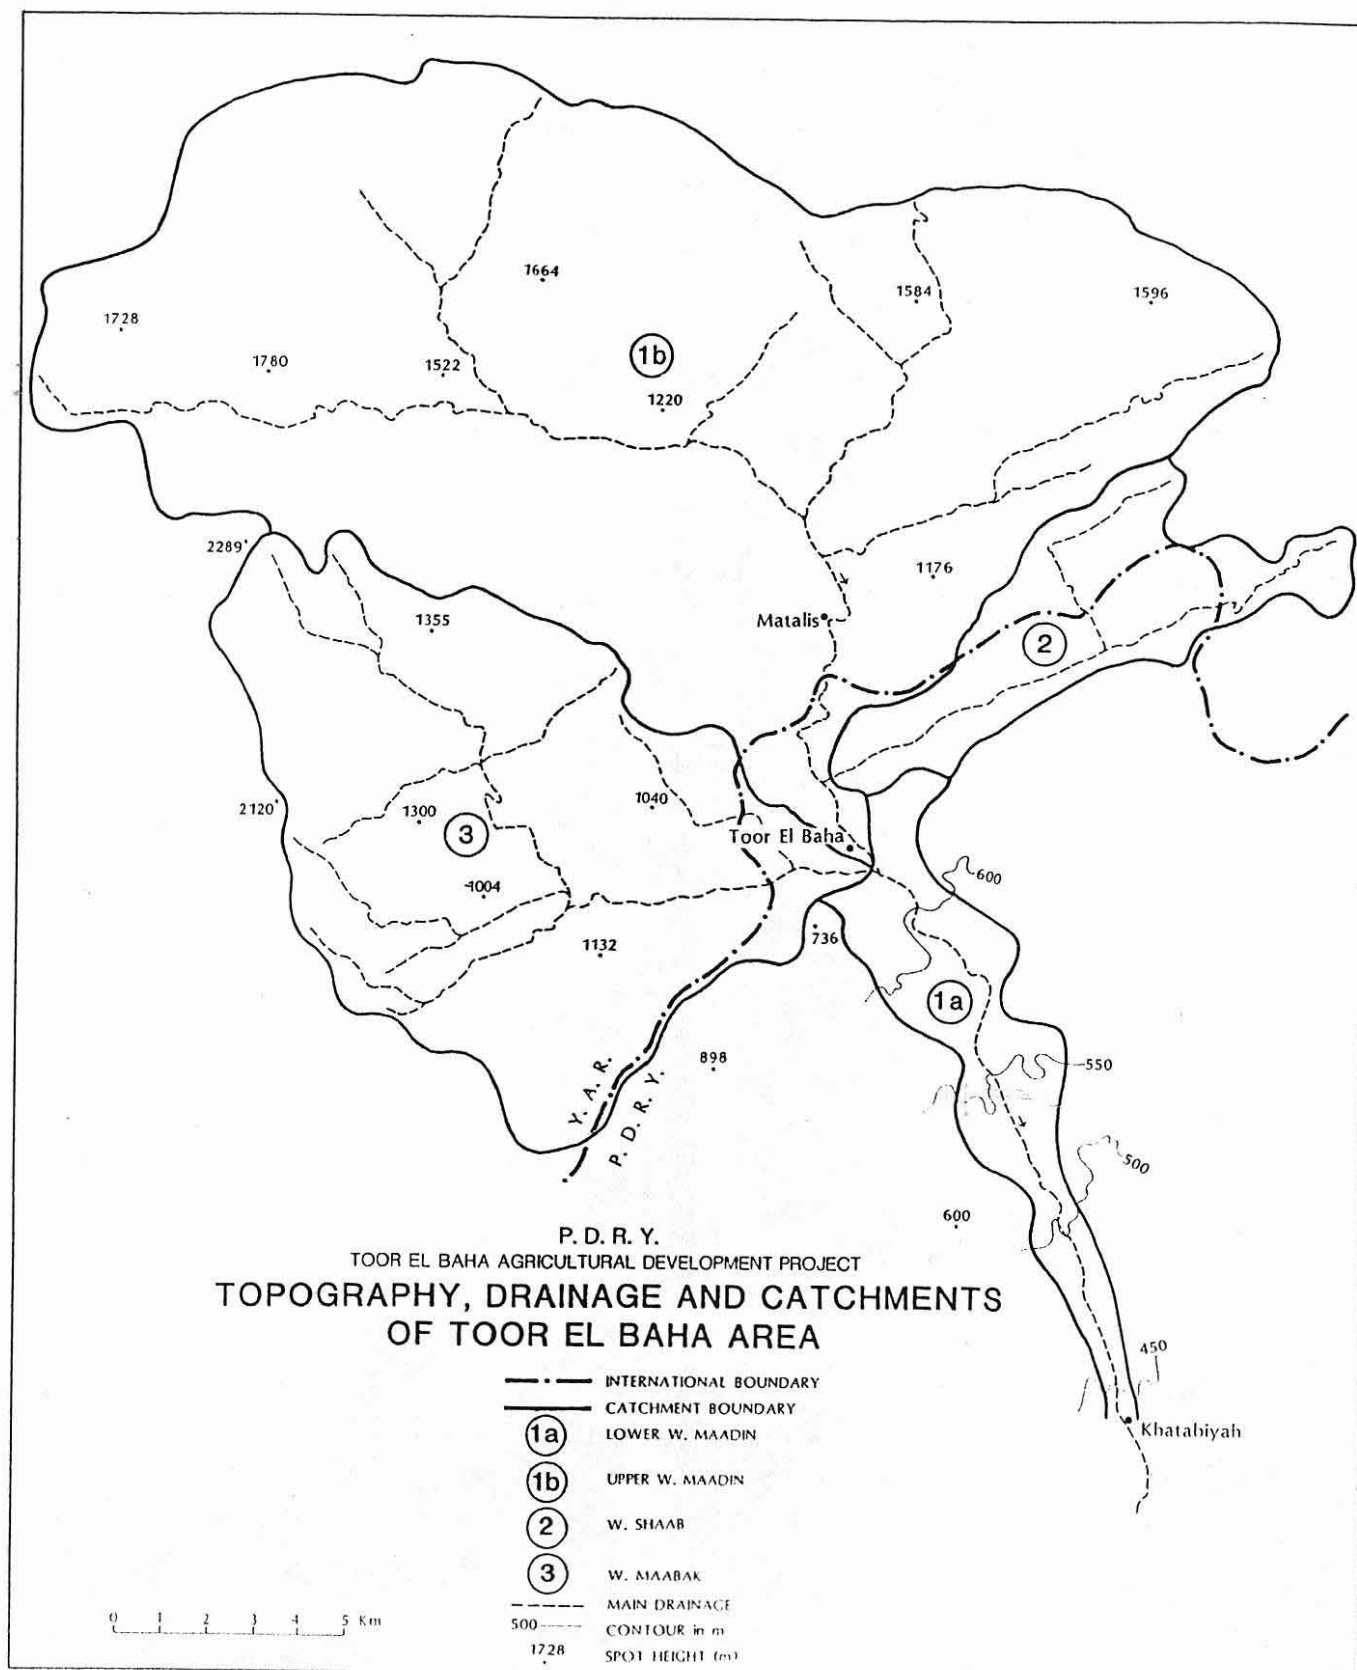 1664
1584
1596
1728
1780
1522
1b
1220
2289
1176
1355
Matalis
2
2120
1300
1040
3
Toor El Baha
1004
600
736
1132
1a
898
550
Y. A. R.
P. D. R. Y.
500
600
P. D. R. Y.
TOOR EL BAHA AGRICULTURAL DEVELOPMENT PROJECT
TOPOGRAPHY, DRAINAGE AND CATCHMENTS
OF TOOR EL BAHA AREA
450
INTERNATIONAL BOUNDARY
CATCHMENT BOUNDARY
Khatabiyah
1a LOWER W. MAADIN
1b UPPER W. MAADIN
2 W. SHAAB
3 W. MAABAK
MAIN DRAINAGE
500 CONTOUR in m
1728 SPOT HEIGHT (m)
0 1 2 3 4 5 Km